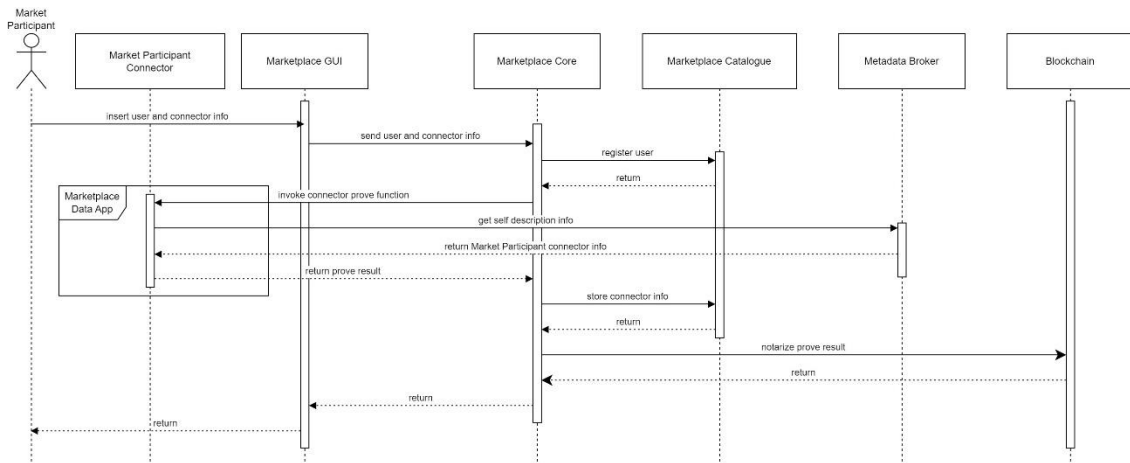 Market
Participant
Market Participant
Connector
Marketplace GUI
Marketplace Core
Marketplace Catalogue
Metadata Broker
Blockchain
insert user and connector info
send user and connector info
register user
return
Marketplace
Data App
invoke connector prove function
get self description info
return Market Participant connector info
return prove result
store connector info
return
notarize prove result
return
return
return